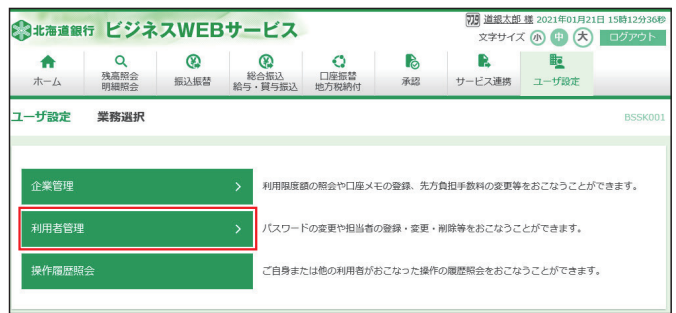 北海道銀行 ビジネスWEBサービス
道銀太郎 様 2021年01月21日 15時12分36秒
文字サイズ 小 中 大 ログアウト
ホーム
残高照会
明細照会
振込振替
総合振込
給与・賞与振込
口座振替
地方税納付
承認
サービス連携
ユーザ設定
ユーザ設定 業務選択 BSSK001
企業管理 利用限度額の照会や口座メモの登録、先方負担手数料の変更等をおこなうことができます。
利用者管理 パスワードの変更や担当者の登録・変更・削除等をおこなうことができます。
操作履歴照会 ご自身または他の利用者がおこなった操作の履歴照会をおこなうことができます。